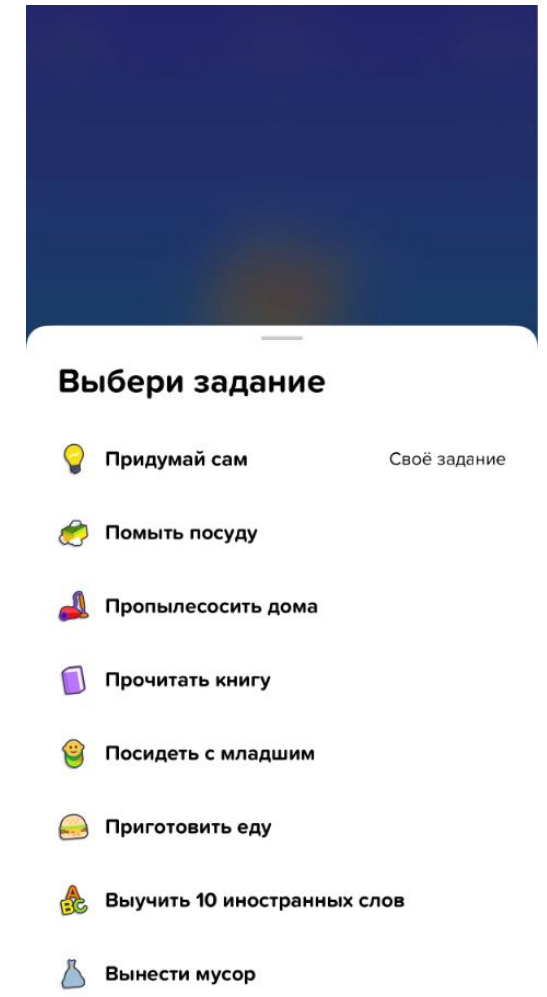 Выбери задание
Придумай сам Своё задание
Помыть посуду
Пропылесосить дома
Прочитать книгу
Посидеть с младшим
Приготовить еду
Выучить 10 иностранных слов
Вынести мусор